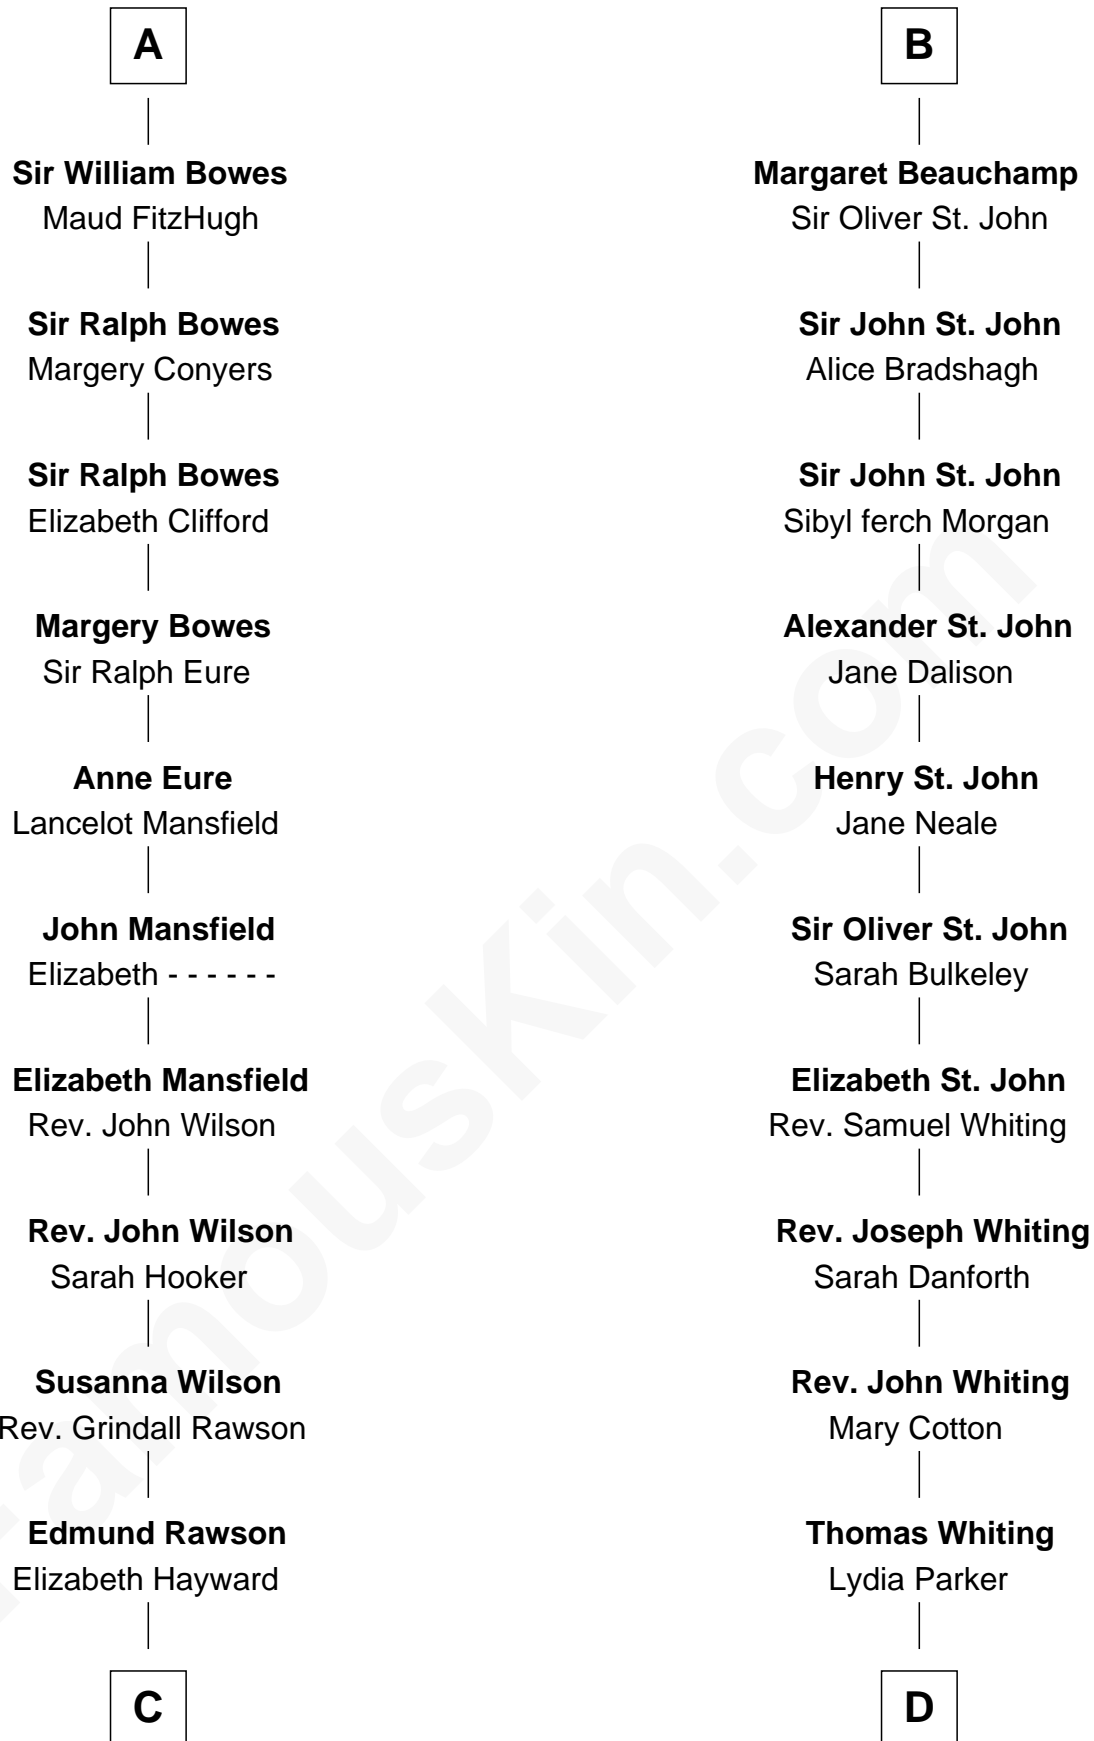 A
Sir William Bowes
Maud FitzHugh
Sir Ralph Bowes
Margery Conyers
Sir Ralph Bowes
Elizabeth Clifford
Margery Bowes
Sir Ralph Eure
Anne Eure
Lancelot Mansfield
John Mansfield
Elizabeth - - - - - -
Elizabeth Mansfield
Rev. John Wilson
Rev. John Wilson
Sarah Hooker
Susanna Wilson
Rev. Grindall Rawson
Edmund Rawson
Elizabeth Hayward
C
B
Margaret Beauchamp
Sir Oliver St. John
Sir John St. John
Alice Bradshagh
Sir John St. John
Sibyl ferch Morgan
Alexander St. John
Jane Dalison
Henry St. John
Jane Neale
Sir Oliver St. John
Sarah Bulkeley
Elizabeth St. John
Rev. Samuel Whiting
Rev. Joseph Whiting
Sarah Danforth
Rev. John Whiting
Mary Cotton
Thomas Whiting
Lydia Parker
D
FamousKin.com